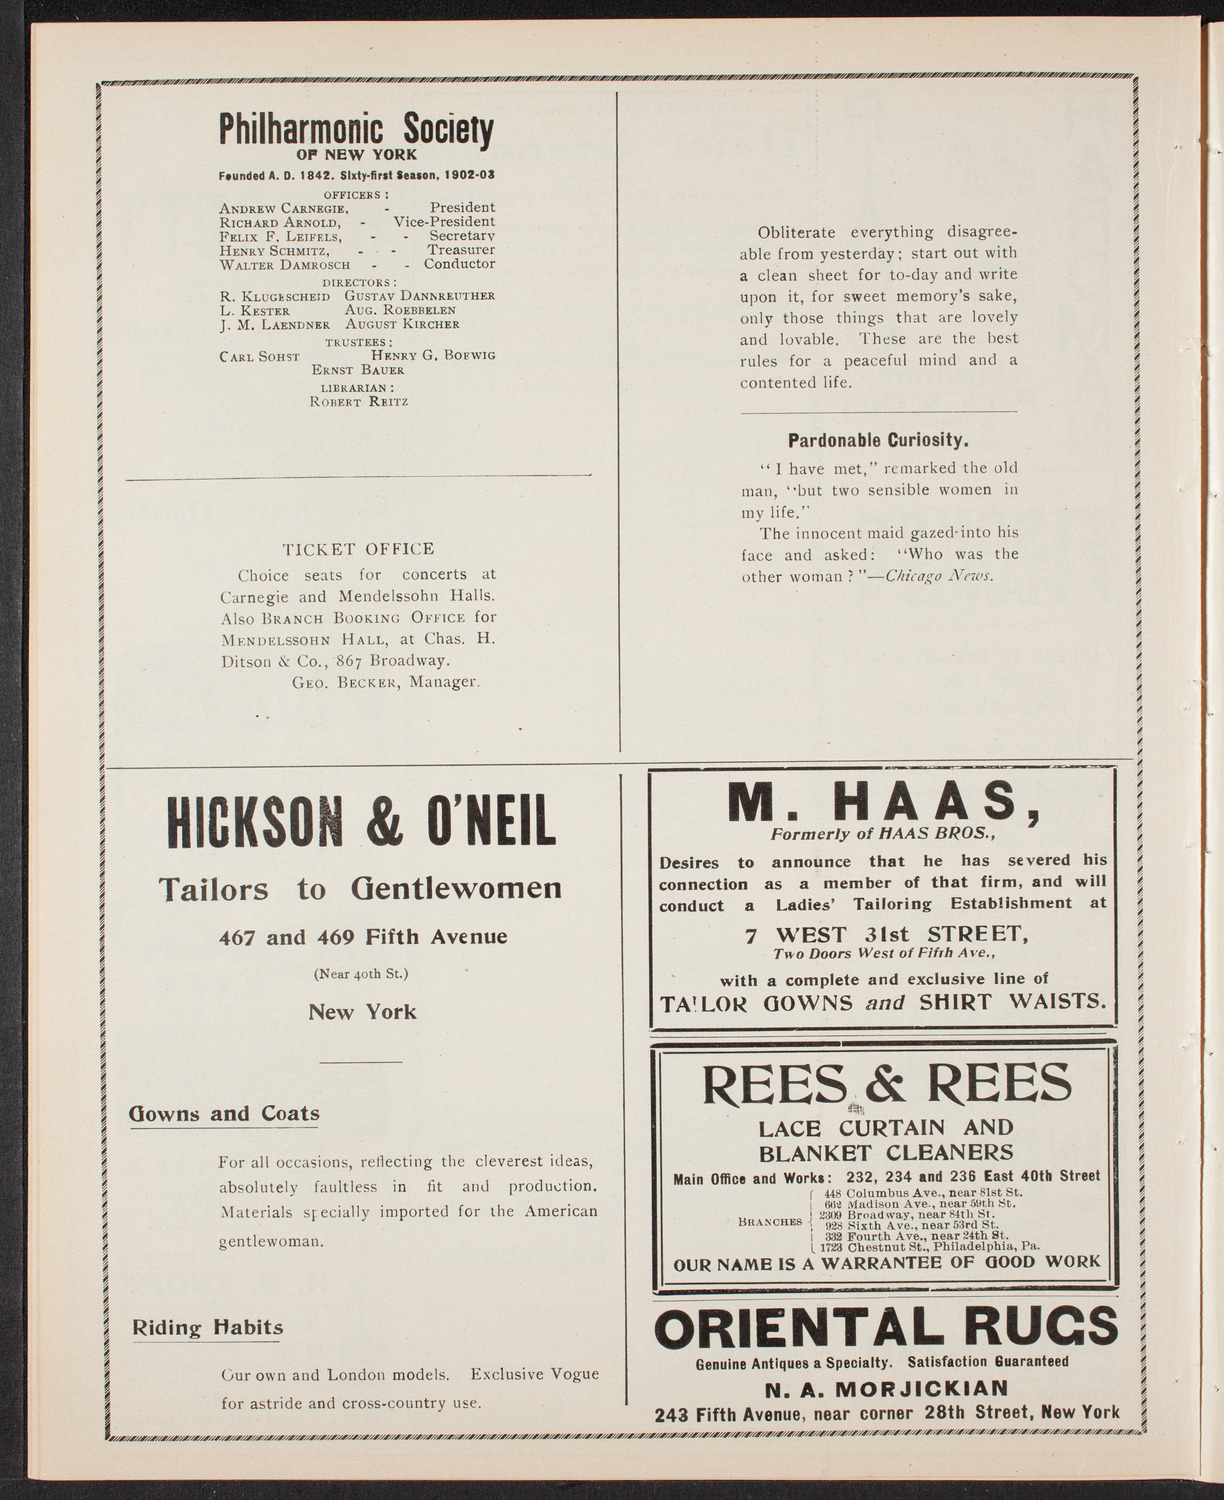 Philharmonic Society
OF NEW YORK
Founded A. D. 1842. Sixty-first Season, 1902-03
OFFICERS :
ANDREW CARNEGIE, - President
RICHARD ARNOLD, - Vice-President
FELIX F. LEIFELS, - - Secretary
HENRY SCHMITZ, - - - Treasurer
WALTER DAMROSCH - - Conductor
DIRECTORS :
R. KLUGESCHEID GUSTAV DANNREUTHER
L. KESTER AUG. ROEBBELEN
J. M. LAENDNER AUGUST KIRCHER
TRUSTEES :
CARL SOHST HENRY G. BOEWIG
ERNST BAUER
LIBRARIAN :
ROBERT REITZ
TICKET OFFICE
Choice seats for concerts at
Carnegie and Mendelssohn Halls.
Also BRANCH BOOKING OFFICE for
MENDELSSOHN HALL, at Chas. H.
Ditson & Co., 867 Broadway.
GEO. BECKER, Manager.
Obliterate everything disagree-
able from yesterday; start out with
a clean sheet for to-day and write
upon it, for sweet memory's sake,
only those things that are lovely
and lovable. These are the best
rules for a peaceful mind and a
contented life.
Pardonable Curiosity.
"I have met," remarked the old
man, "but two sensible women in
my life."
The innocent maid gazed into his
face and asked: "Who was the
other woman?"—Chicago News.
HICKSON & O'NEIL
Tailors to Gentlewomen
467 and 469 Fifth Avenue
(Near 40th St.)
New York
Gowns and Coats
For all occasions, reflecting the cleverest ideas,
absolutely faultless in fit and production.
Materials specially imported for the American
gentlewoman.
Riding Habits
Our own and London models. Exclusive Vogue
for astride and cross-country use.
M. HAAS,
Formerly of HAAS BROS.,
Desires to announce that he has severed his
connection as a member of that firm, and will
conduct a Ladies' Tailoring Establishment at
7 WEST 31st STREET,
Two Doors West of Fifth Ave.,
with a complete and exclusive line of
TAILOR GOWNS and SHIRT WAISTS.
REES & REES
LACE CURTAIN AND
BLANKET CLEANERS
Main Office and Works: 232, 234 and 236 East 40th Street
448 Columbus Ave., near 81st St.
662 Madison Ave., near 59th St.
2309 Broadway, near 84th St.
BRANCHES 928 Sixth Ave., near 53rd St.
332 Fourth Ave., near 24th St.
1723 Chestnut St., Philadelphia, Pa.
OUR NAME IS A WARRANTEE OF GOOD WORK
ORIENTAL RUGS
Genuine Antiques a Specialty. Satisfaction Guaranteed
N. A. MORJICKIAN
243 Fifth Avenue, near corner 28th Street, New York